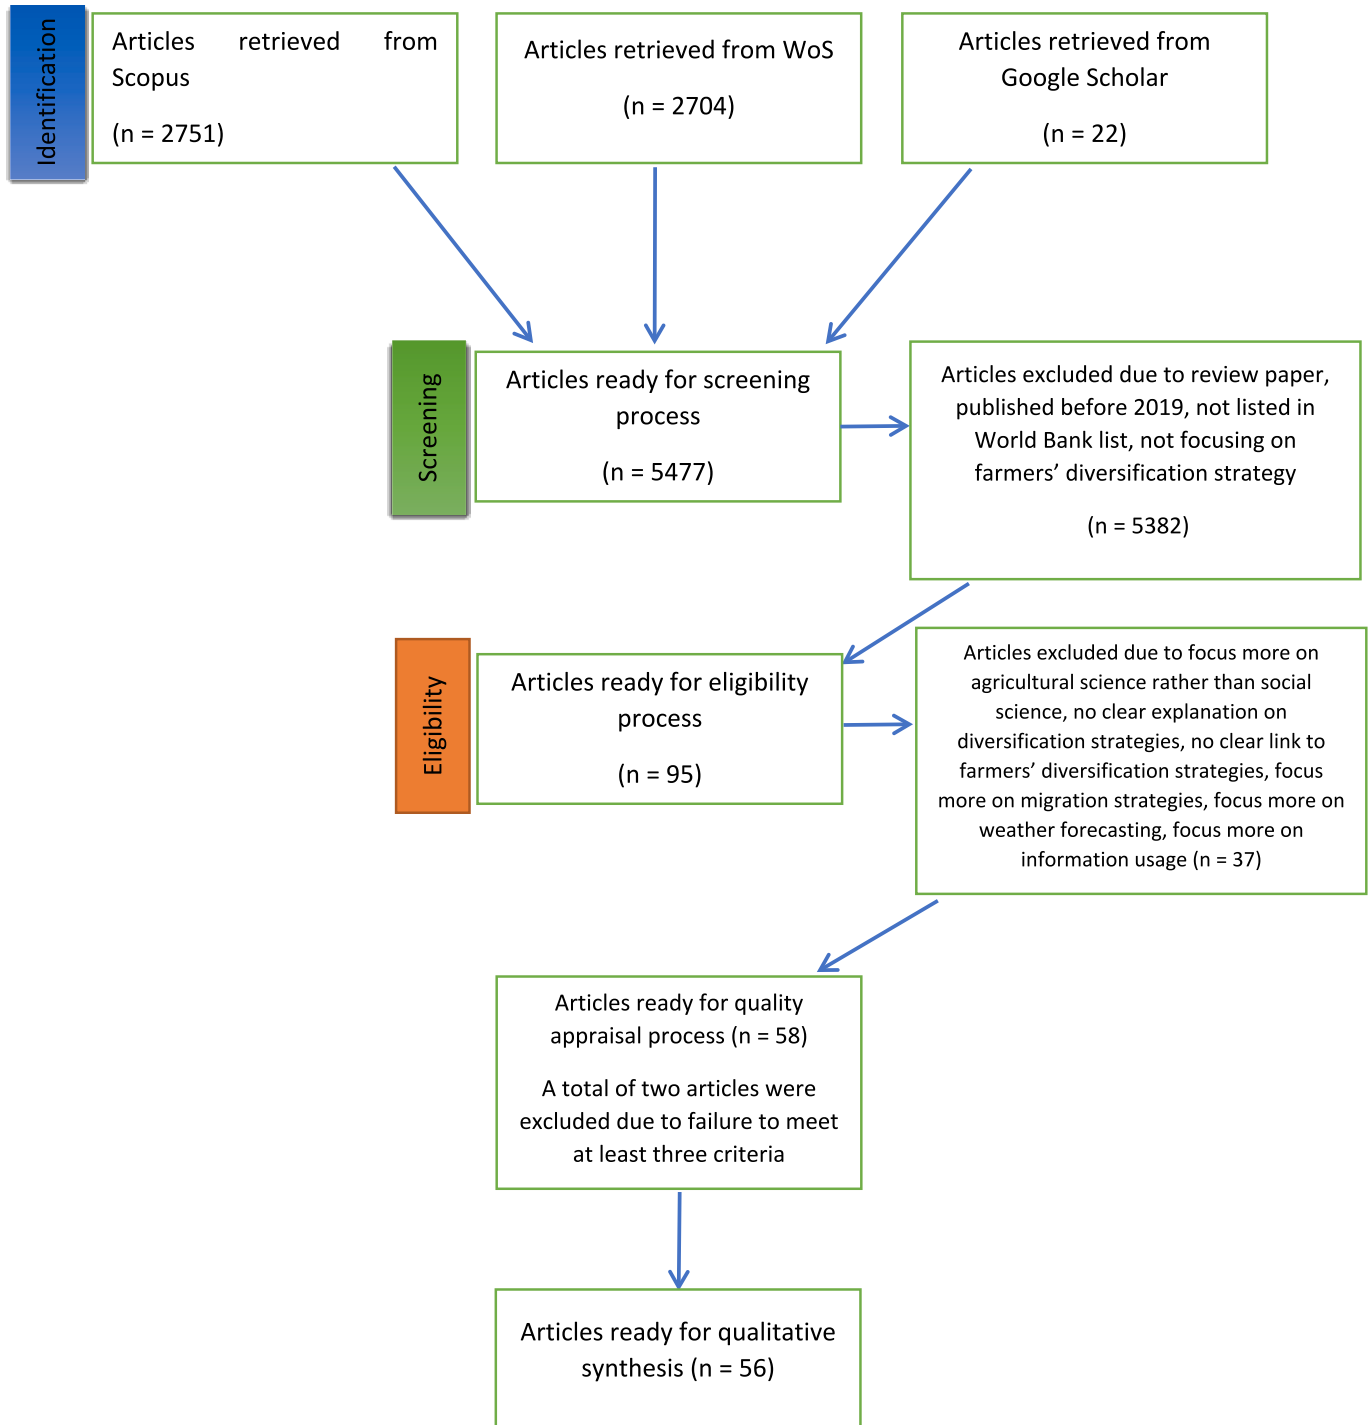 Identification
Articles retrieved from
Scopus
(n = 2751)
Articles retrieved from WoS
(n = 2704)
Articles retrieved from
Google Scholar
(n = 22)
Screening
Articles ready for screening
process
(n = 5477)
Articles excluded due to review paper,
published before 2019, not listed in
World Bank list, not focusing on
farmers’ diversification strategy
(n = 5382)
Eligibility
Articles ready for eligibility
process
(n = 95)
Articles excluded due to focus more on
agricultural science rather than social
science, no clear explanation on
diversification strategies, no clear link to
farmers’ diversification strategies, focus
more on migration strategies, focus more on
weather forecasting, focus more on
information usage (n = 37)
Articles ready for quality
appraisal process (n = 58)
A total of two articles were
excluded due to failure to meet
at least three criteria
Articles ready for qualitative
synthesis (n = 56)